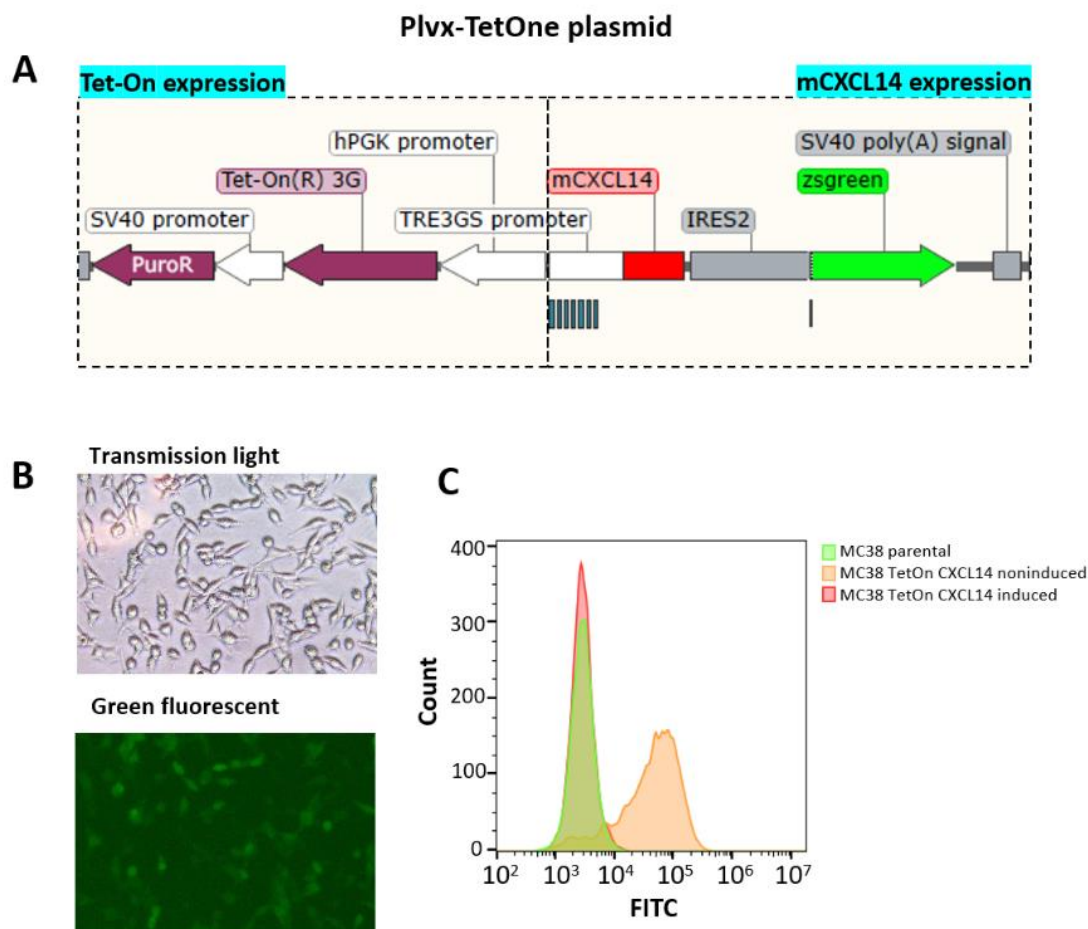 Plvx-TetOne plasmid
A
Tet-On expression
mCXCL14 expression
hPGK promoter
SV40 poly(A) signal
Tet-On(R) 3G
mCXCL14
zsgreen
SV40 promoter
TRE3GS promoter
IRES2
PuroR
B
Transmission light
Green fluorescent
C
400
300
200
100
0
Count
10² 10³ 10⁴ 10⁵ 10⁶ 10⁷
FITC
MC38 parental
MC38 TetOn CXCL14 noninduced
MC38 TetOn CXCL14 induced